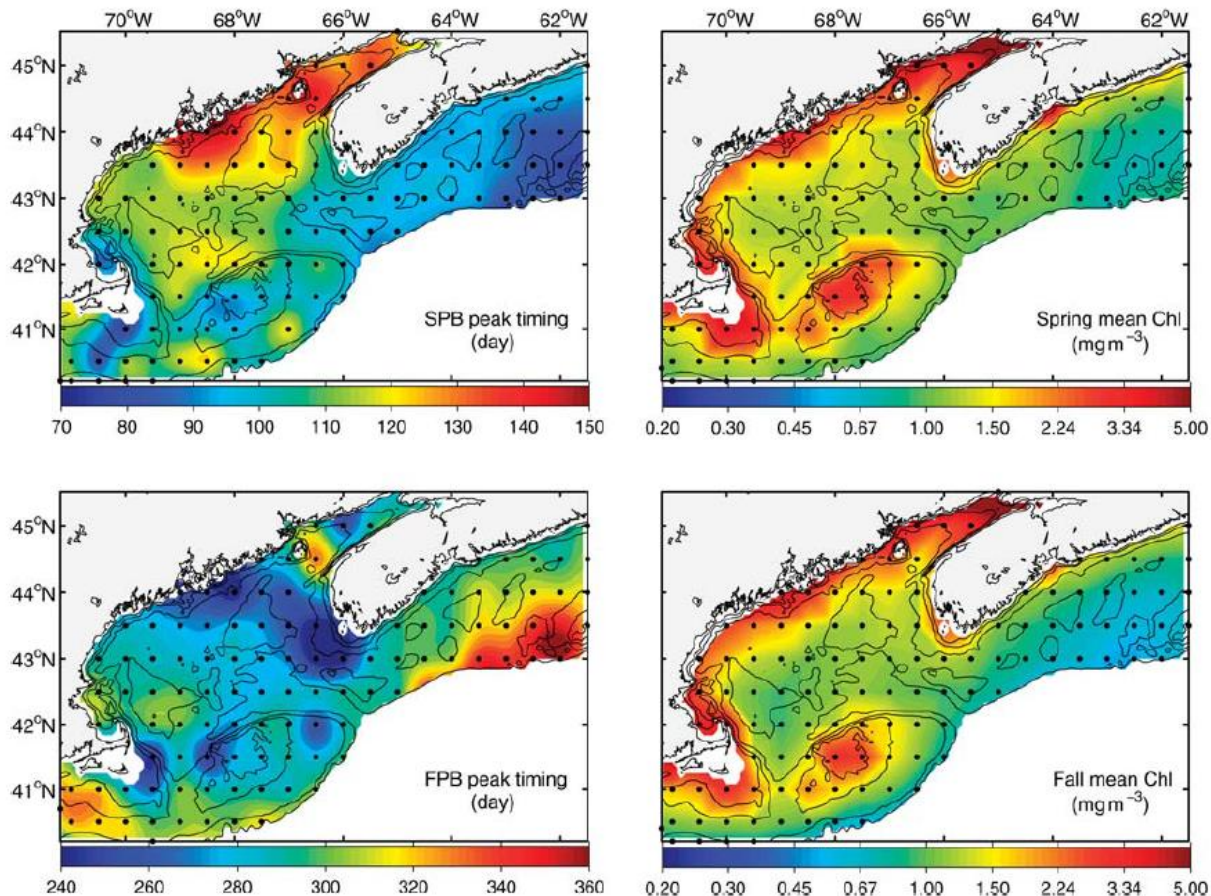 70°W 68°W 66°W 64°W 62°W 70°W 68°W 66°W 64°W 62°W
45°N
44°N
43°N
42°N
41°N
SPB peak timing
(day)
70 80 90 100 110 120 130 140 150
Spring mean Chl
(mg m⁻³)
0.20 0.30 0.45 0.67 1.00 1.50 2.24 3.34 5.00
45°N
44°N
43°N
42°N
41°N
FPB peak timing
(day)
240 260 280 300 320 340 360
Fall mean Chl
(mg m⁻³)
0.20 0.30 0.45 0.67 1.00 1.50 2.24 3.34 5.00